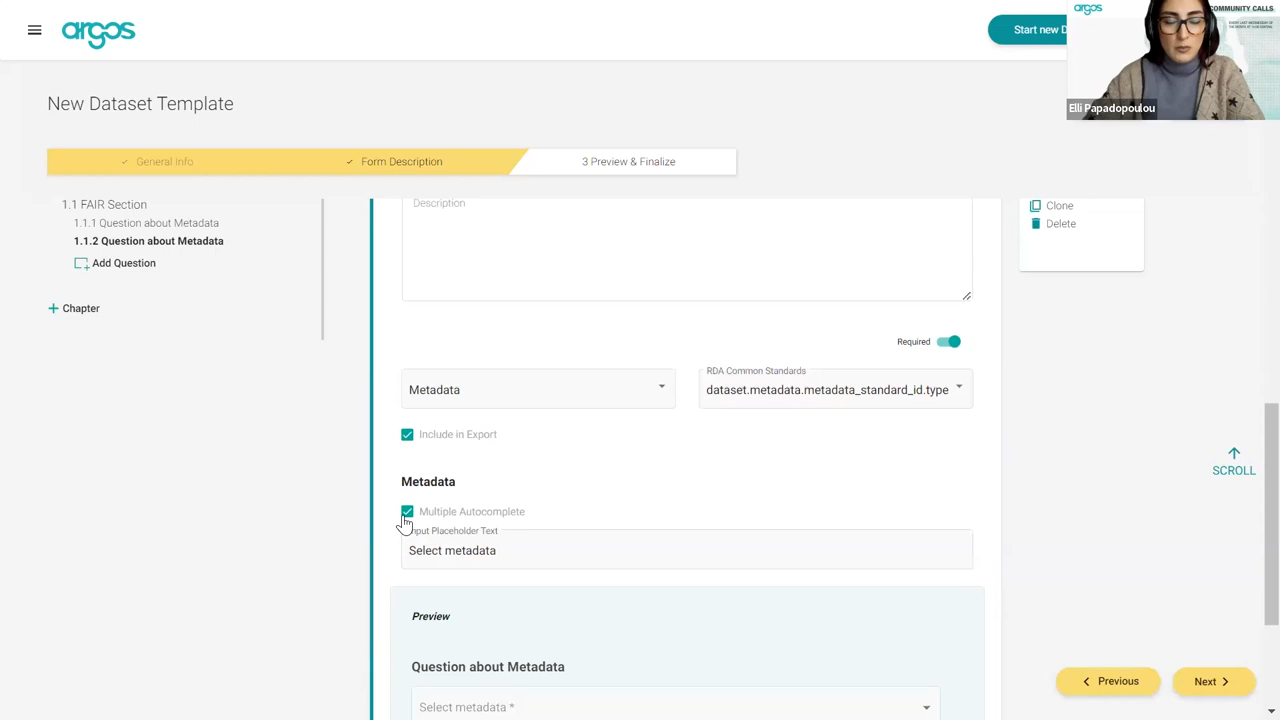 argos
Start new D
argos
COMMUNITY CALLS
Elli Papadopoulou
New Dataset Template
General Info
Form Description
3 Preview & Finalize
1.1 FAIR Section
1.1.1 Question about Metadata
1.1.2 Question about Metadata
Add Question
Chapter
Description
Clone
Delete
Required
Metadata
RDA Common Standards
dataset.metadata.metadata_standard_id.type
Include in Export
Metadata
Multiple Autocomplete
Input Placeholder Text
Select metadata
Preview
Question about Metadata
Select metadata *
SCROLL
Previous
Next